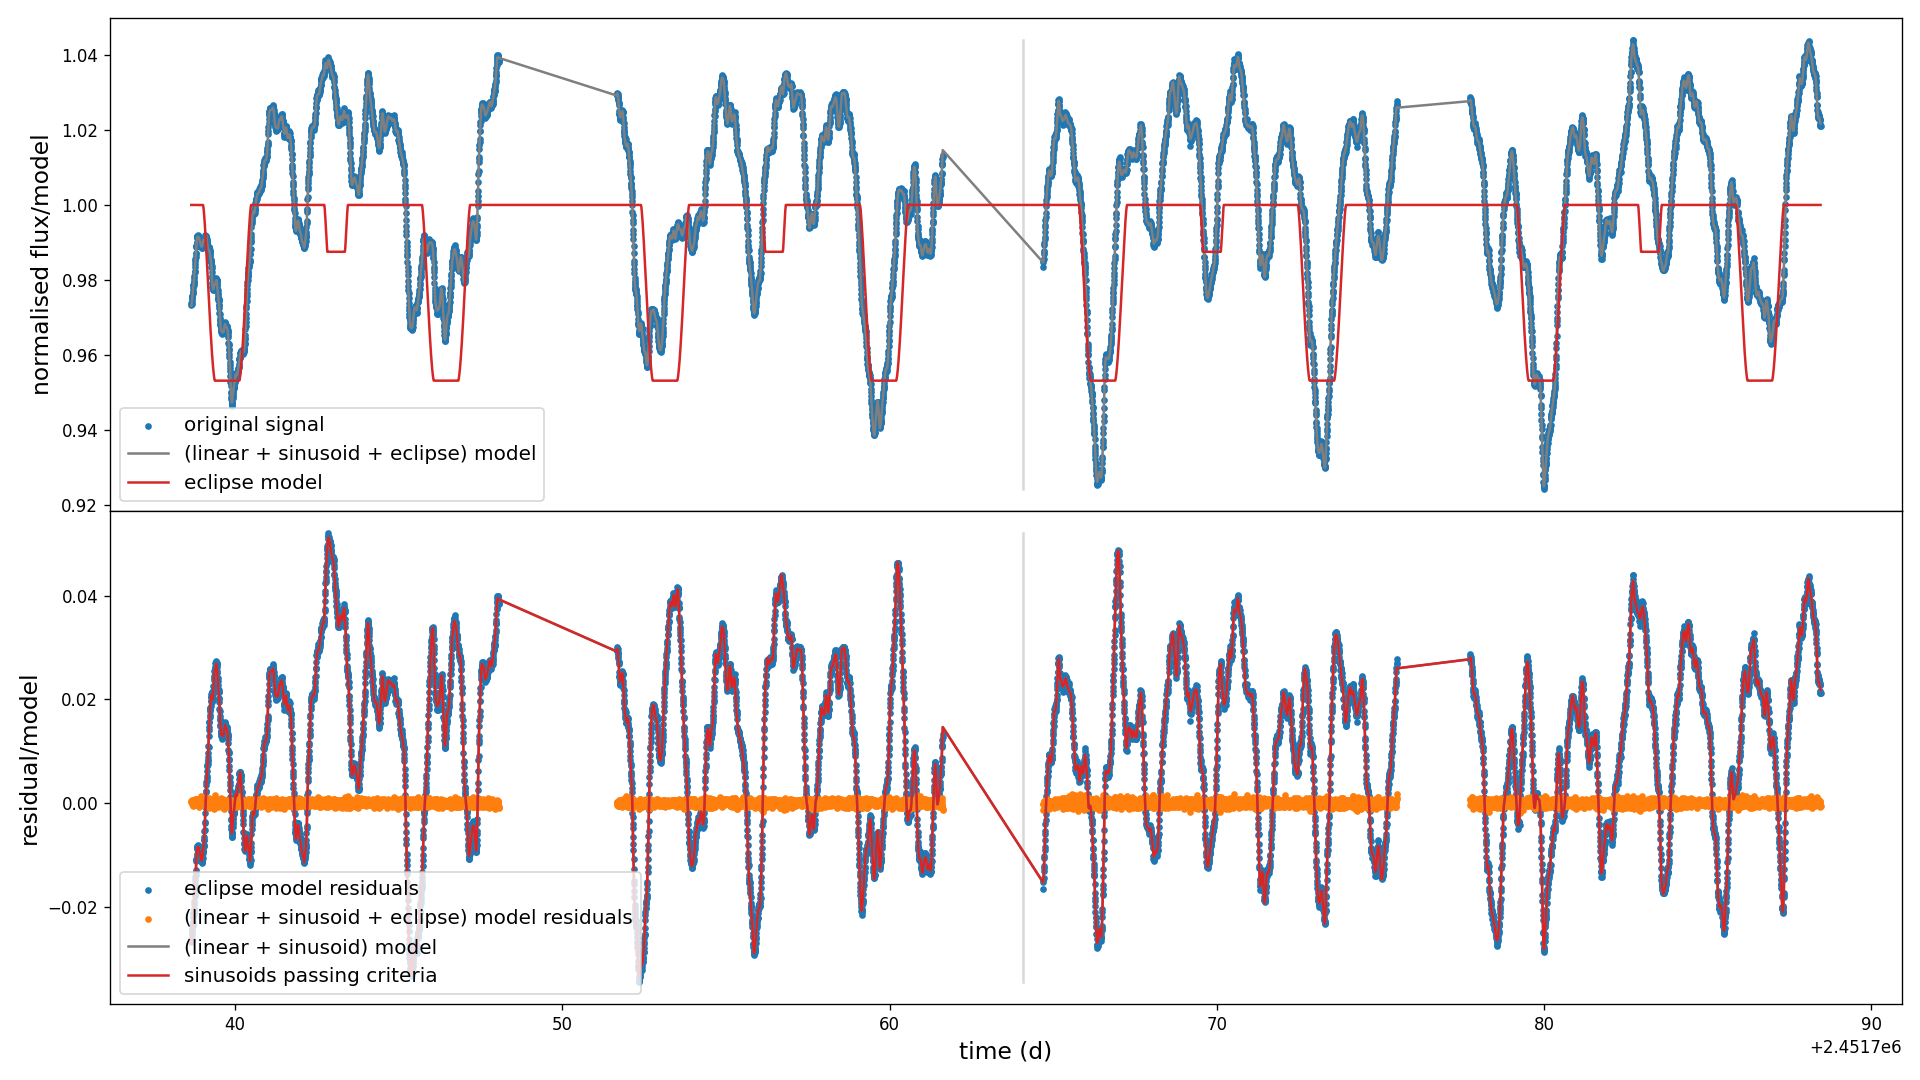 normalised flux/model
1.04
1.02
1.00
0.98
0.96
0.94
0.92
original signal
(linear + sinusoid + eclipse) model
eclipse model
residual/model
0.04
0.02
0.00
−0.02
eclipse model residuals
(linear + sinusoid + eclipse) model residuals
(linear + sinusoid) model
sinusoids passing criteria
40 50 60 70 80 90
time (d)
+2.4517e6